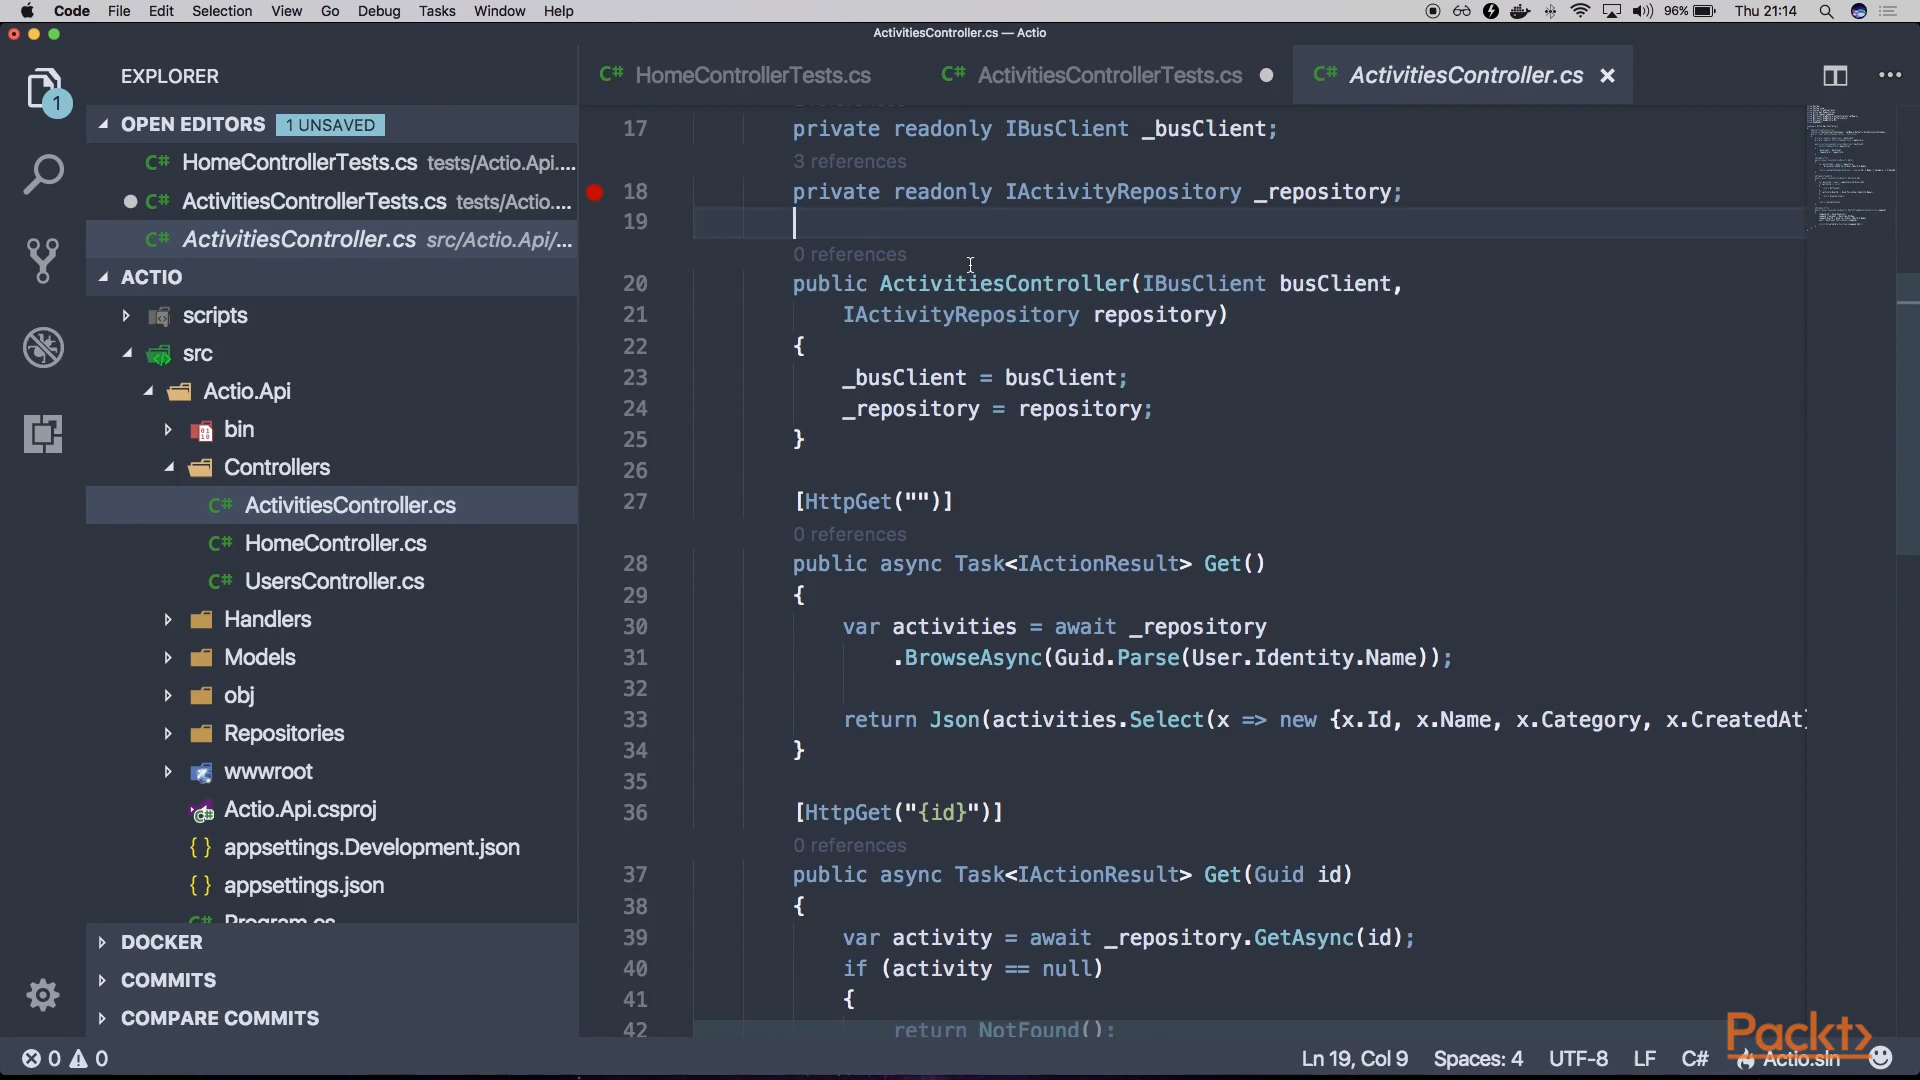 Code File Edit Selection View Go Debug Tasks Window Help 96% Thu 21:14
ActivitiesController.cs — Actio
EXPLORER
1
OPEN EDITORS 1 UNSAVED
C# HomeControllerTests.cs tests/Actio.Api....
C# ActivitiesControllerTests.cs tests/Actio....
C# ActivitiesController.cs src/Actio.Api/...
ACTIO
scripts
src
Actio.Api
bin
Controllers
C# ActivitiesController.cs
C# HomeController.cs
C# UsersController.cs
Handlers
Models
obj
Repositories
wwwroot
Actio.Api.csproj
{ } appsettings.Development.json
{ } appsettings.json
C# Program.cs
DOCKER
COMMITS
COMPARE COMMITS
C# HomeControllerTests.cs C# ActivitiesControllerTests.cs C# ActivitiesController.cs
17 private readonly IBusClient _busClient;
3 references
18 private readonly IActivityRepository _repository;
19
0 references
20 public ActivitiesController(IBusClient busClient,
21 IActivityRepository repository)
22 {
23 _busClient = busClient;
24 _repository = repository;
25 }
26
27 [HttpGet("")]
0 references
28 public async Task<IActionResult> Get()
29 {
30 var activities = await _repository
31 .BrowseAsync(Guid.Parse(User.Identity.Name));
32
33 return Json(activities.Select(x => new {x.Id, x.Name, x.Category, x.CreatedAt
34 }
35
36 [HttpGet("{id}")]
0 references
37 public async Task<IActionResult> Get(Guid id)
38 {
39 var activity = await _repository.GetAsync(id);
40 if (activity == null)
41 {
42 return NotFound();
Packt>
0 0 Ln 19, Col 9 Spaces: 4 UTF-8 LF C# Actio.sln